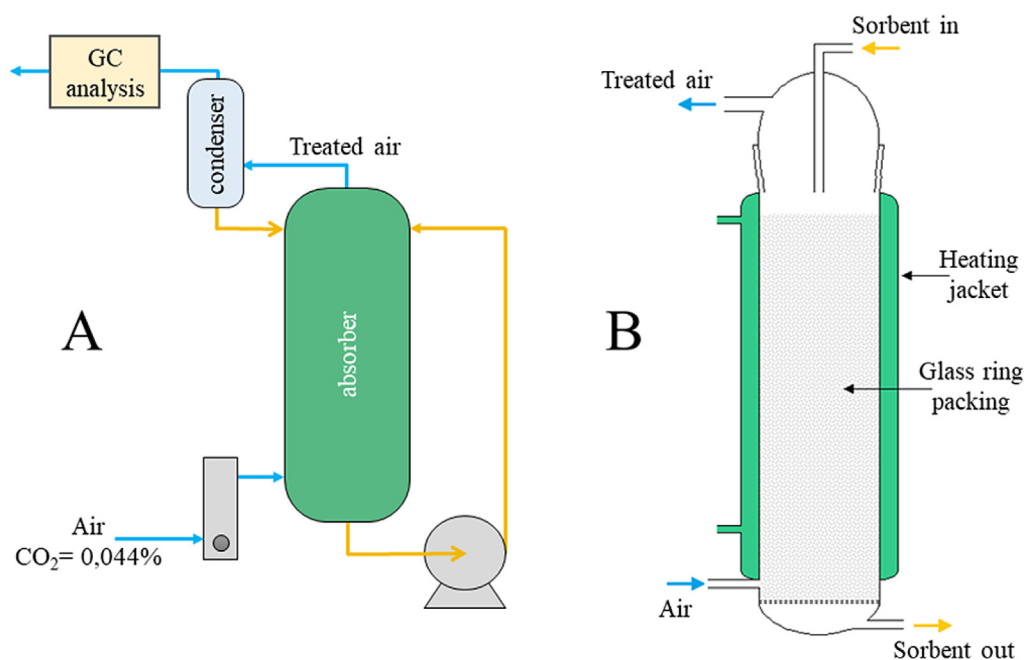 GC
analysis
condenser
Treated air
A
absorber
Air
CO₂= 0,044%
Sorbent in
Treated air
B
Heating
jacket
Glass ring
packing
Air
Sorbent out